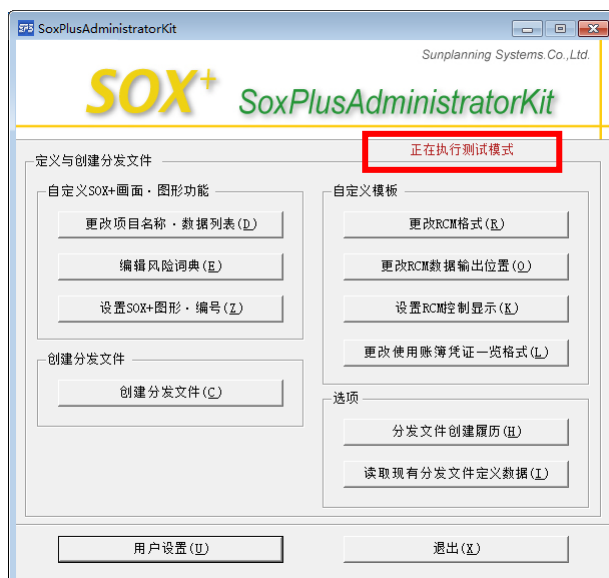 SPS SoxPlusAdministratorKit
Sunplanning Systems.Co.,Ltd.
SOX+ SoxPlusAdministratorKit
正在执行测试模式
定义与创建分发文件
自定义SOX+画面・图形功能
更改项目名称・数据列表(D)
编辑风险词典(E)
设置SOX+图形・编号(Z)
创建分发文件
创建分发文件(C)
自定义模板
更改RCM格式(R)
更改RCM数据输出位置(O)
设置RCM控制显示(K)
更改使用账簿凭证一览格式(L)
选项
分发文件创建履历(H)
读取现有分发文件定义数据(I)
用户设置(U)
退出(X)